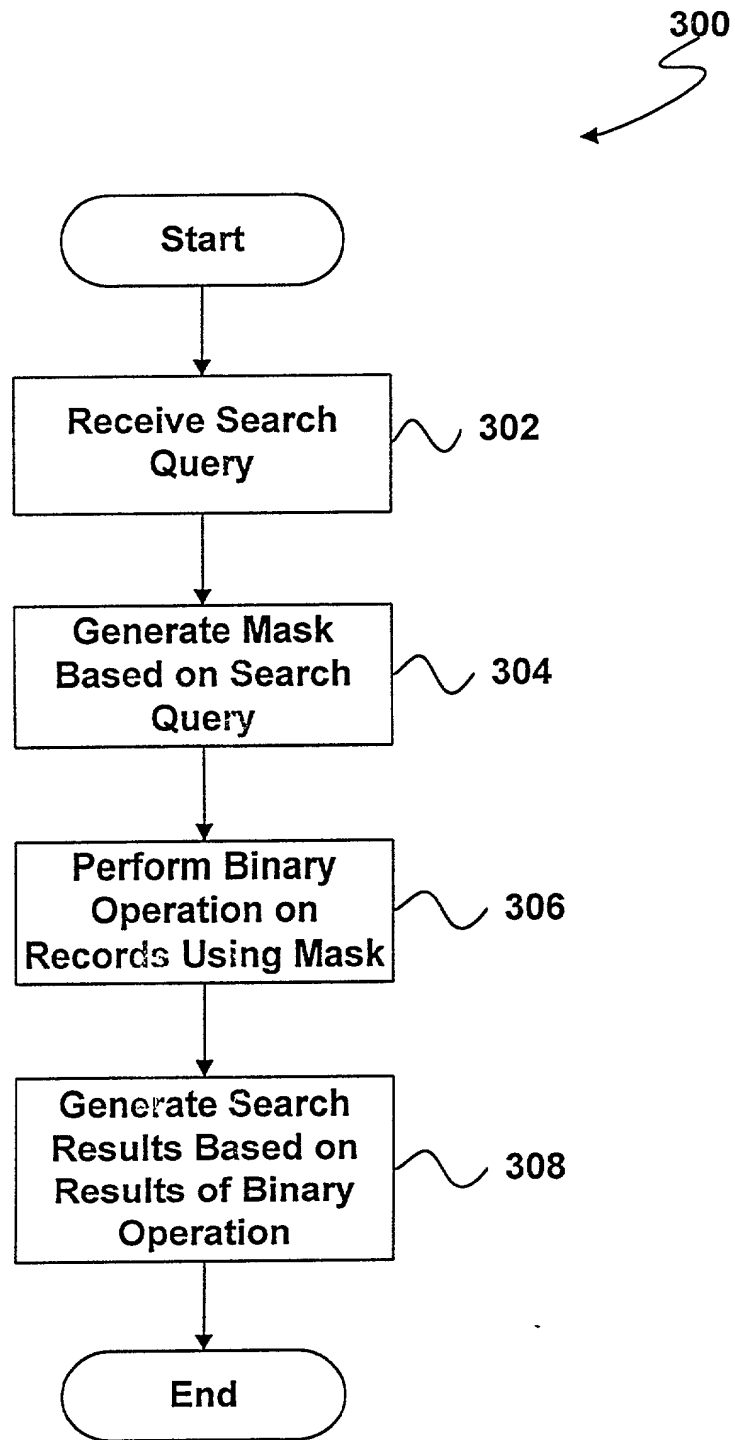 300
Start
Receive Search
Query
302
Generate Mask
Based on Search
Query
304
Perform Binary
Operation on
Records Using Mask
306
Generate Search
Results Based on
Results of Binary
Operation
308
End